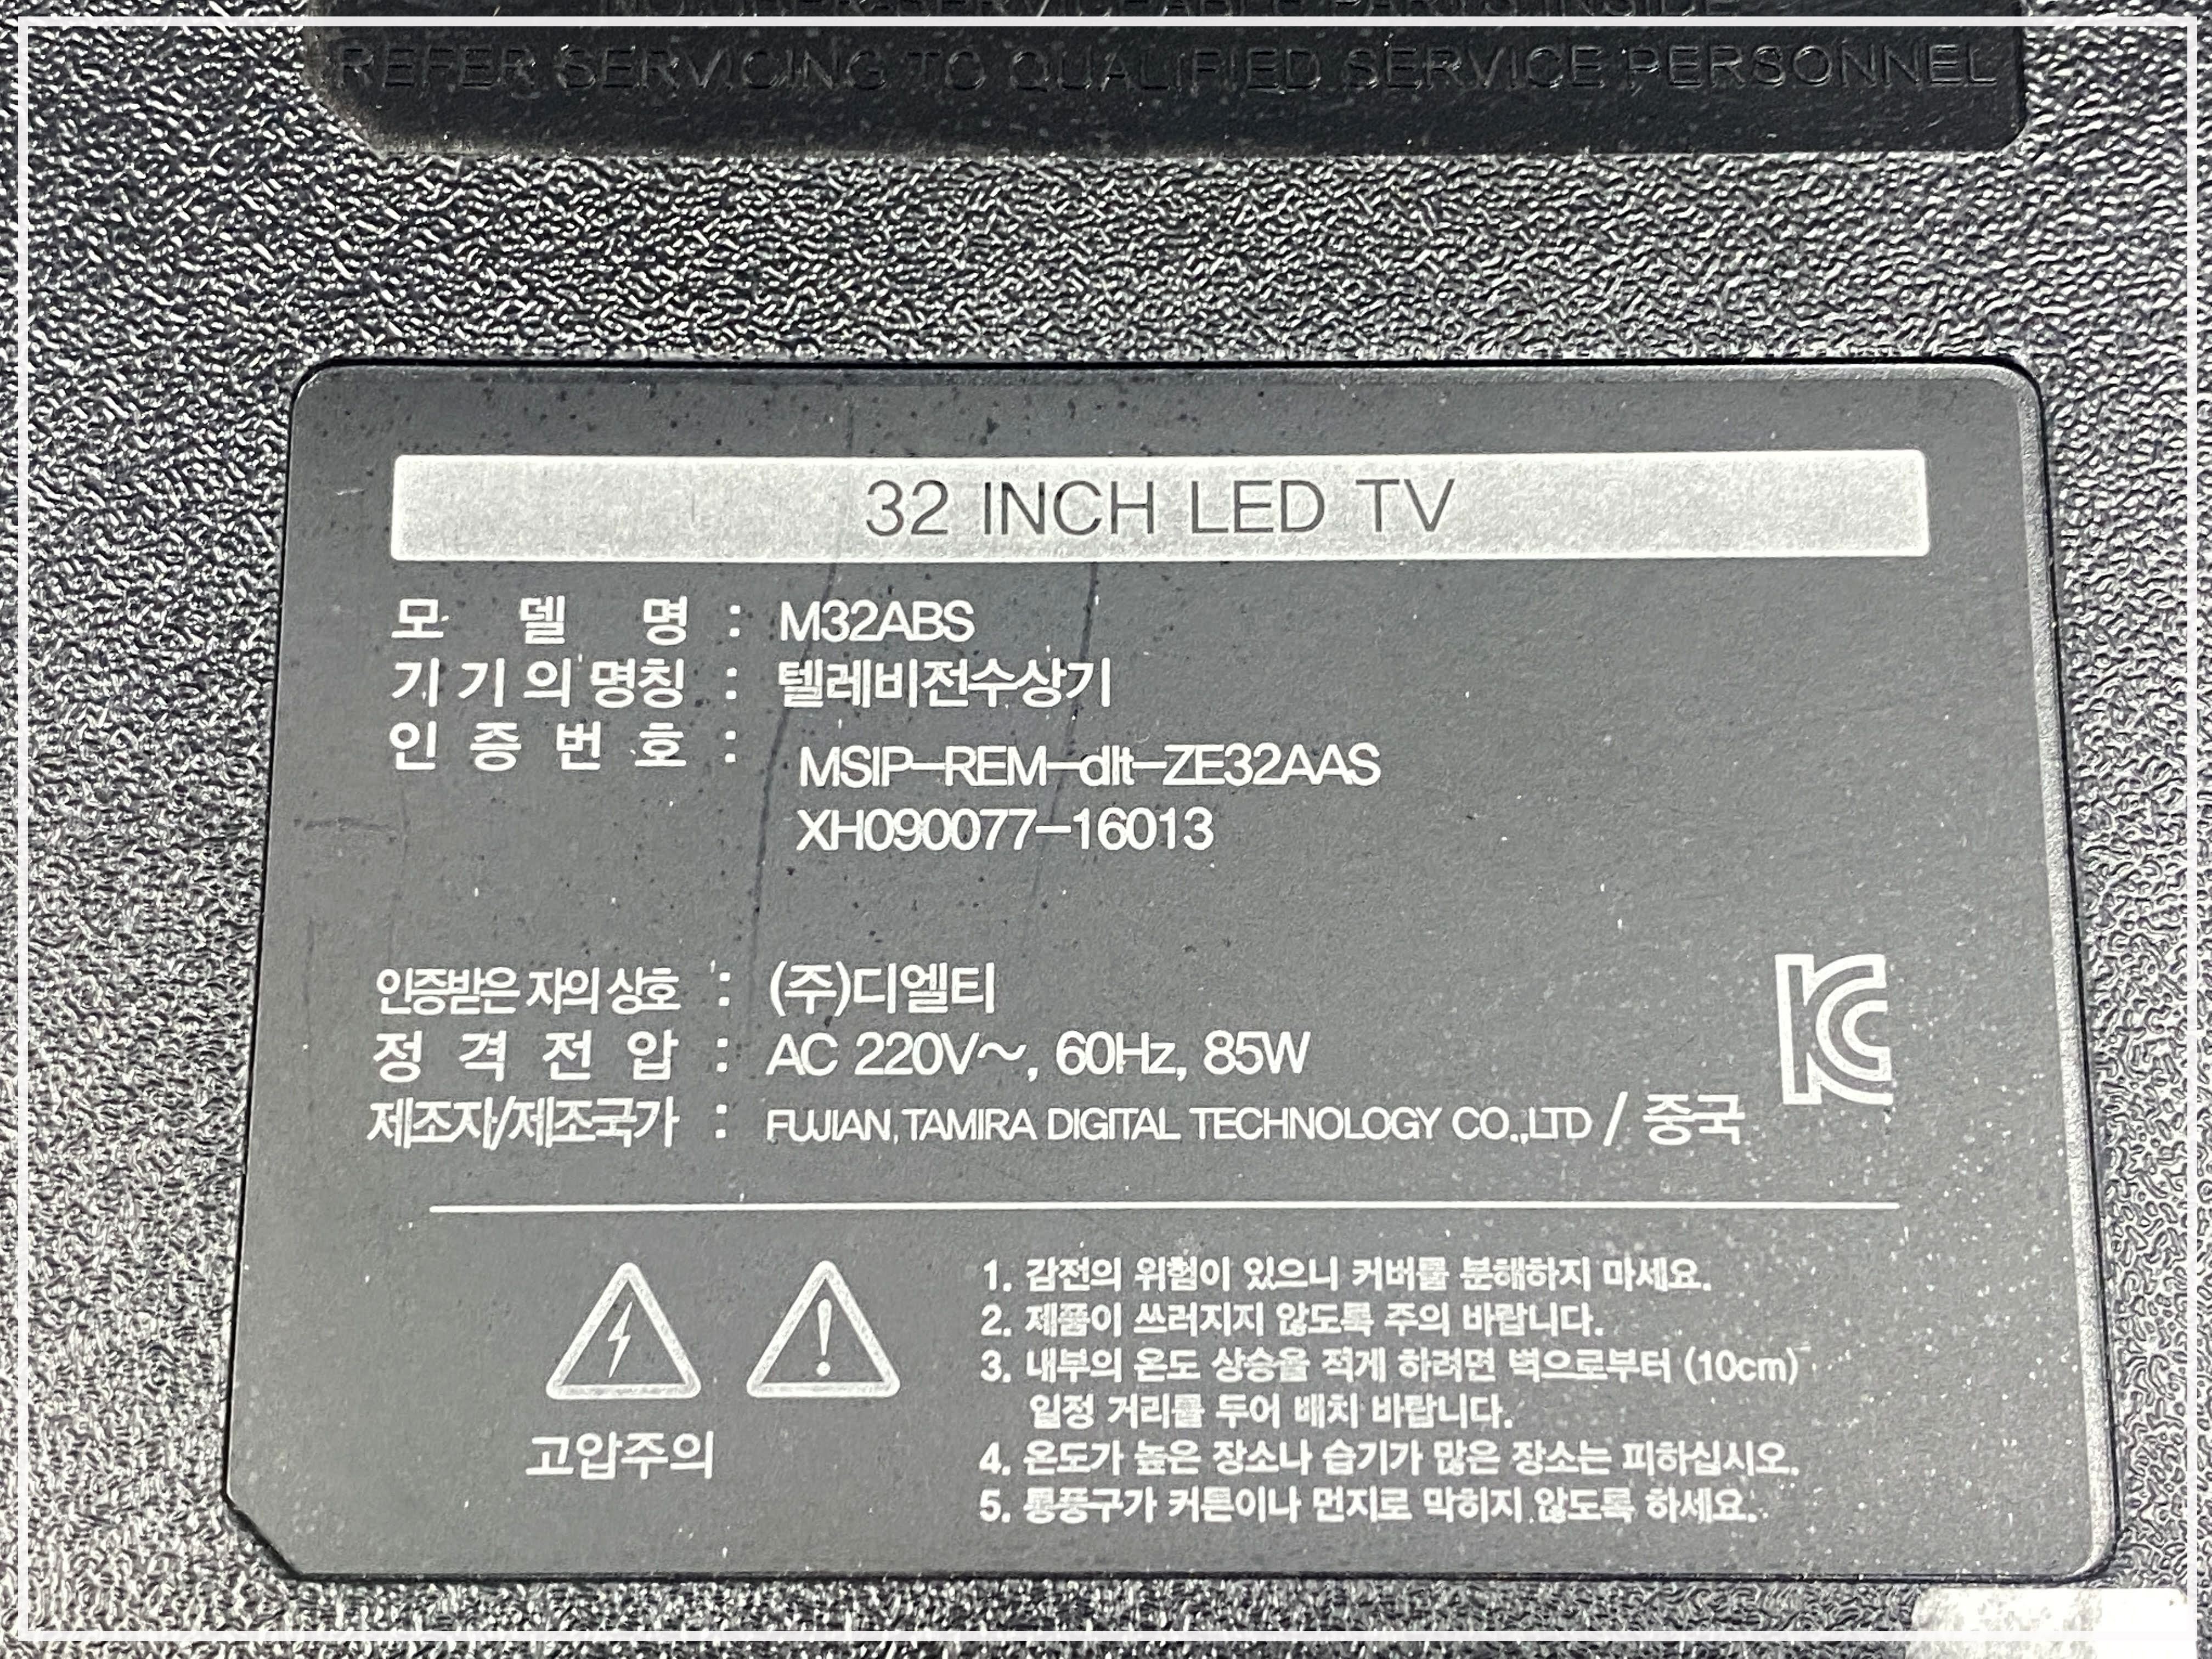 NO USER-SERVICEABLE PARTS INSIDE
REFER SERVICING TO QUALIFIED SERVICE PERSONNEL
32 INCH LED TV
모 델 명 : M32ABS
기기의 명칭 : 텔레비전수상기
인 증 번 호 : MSIP-REM-dlt-ZE32AAS
XH090077-16013
인증받은 자의 상호 : (주)디엘티
정 격 전 압 : AC 220V~, 60Hz, 85W
제조자/제조국가 : FUJIAN, TAMIRA DIGITAL TECHNOLOGY CO.,LTD / 중국
고압주의
1. 감전의 위험이 있으니 커버를 분해하지 마세요.
2. 제품이 쓰러지지 않도록 주의 바랍니다.
3. 내부의 온도 상승을 적게 하려면 벽으로부터 (10cm)
일정 거리를 두어 배치 바랍니다.
4. 온도가 높은 장소나 습기가 많은 장소는 피하십시오.
5. 통풍구가 커튼이나 먼지로 막히지 않도록 하세요.